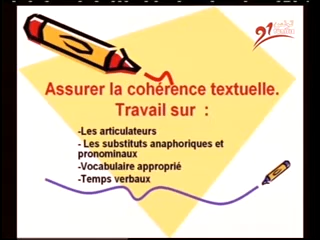 Assurer la cohérence textuelle.
Travail sur :
-Les articulateurs
- Les substituts anaphoriques et
pronominaux
-Vocabulaire approprié
-Temps verbaux